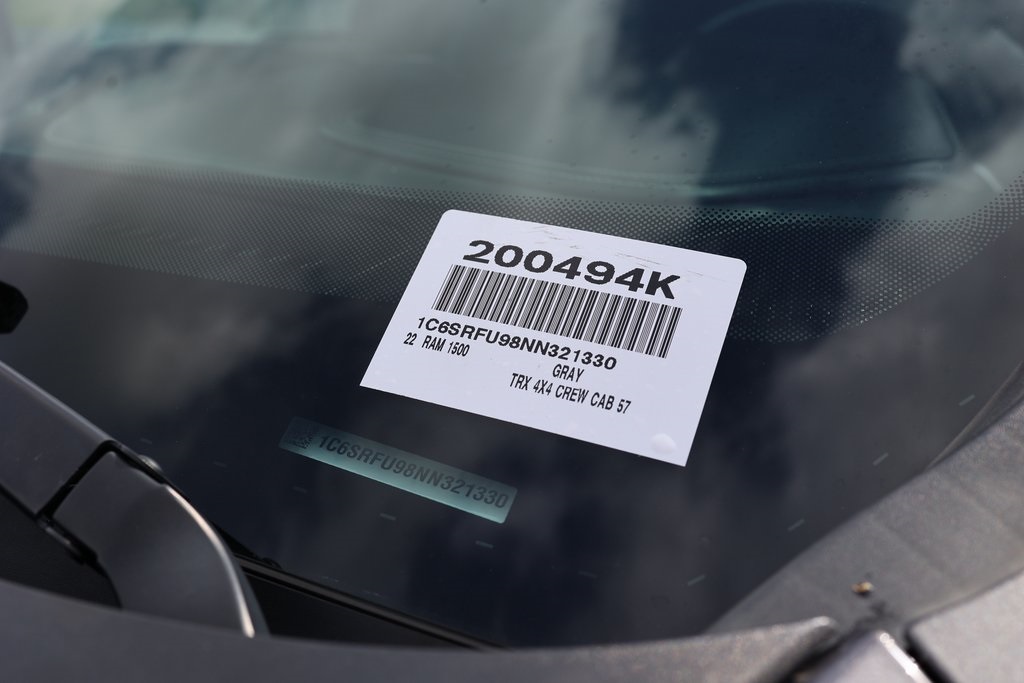 200494K
1C6SRFU98NN321330
22 RAM 1500
GRAY
TRX 4X4 CREW CAB 57
1C6SRFU98NN321330